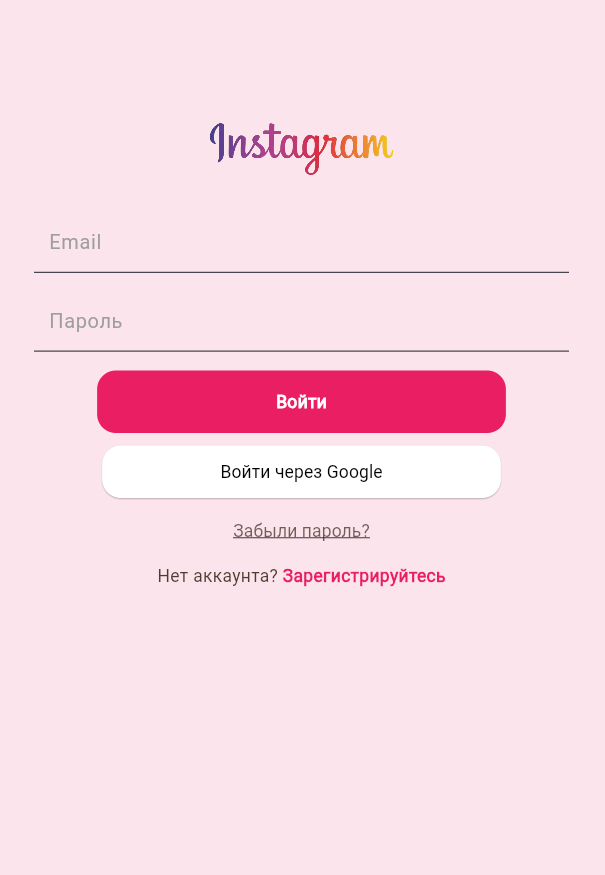 Instagram
Email
Пароль
Войти
Войти через Google
Забыли пароль?
Нет аккаунта? Зарегистрируйтесь